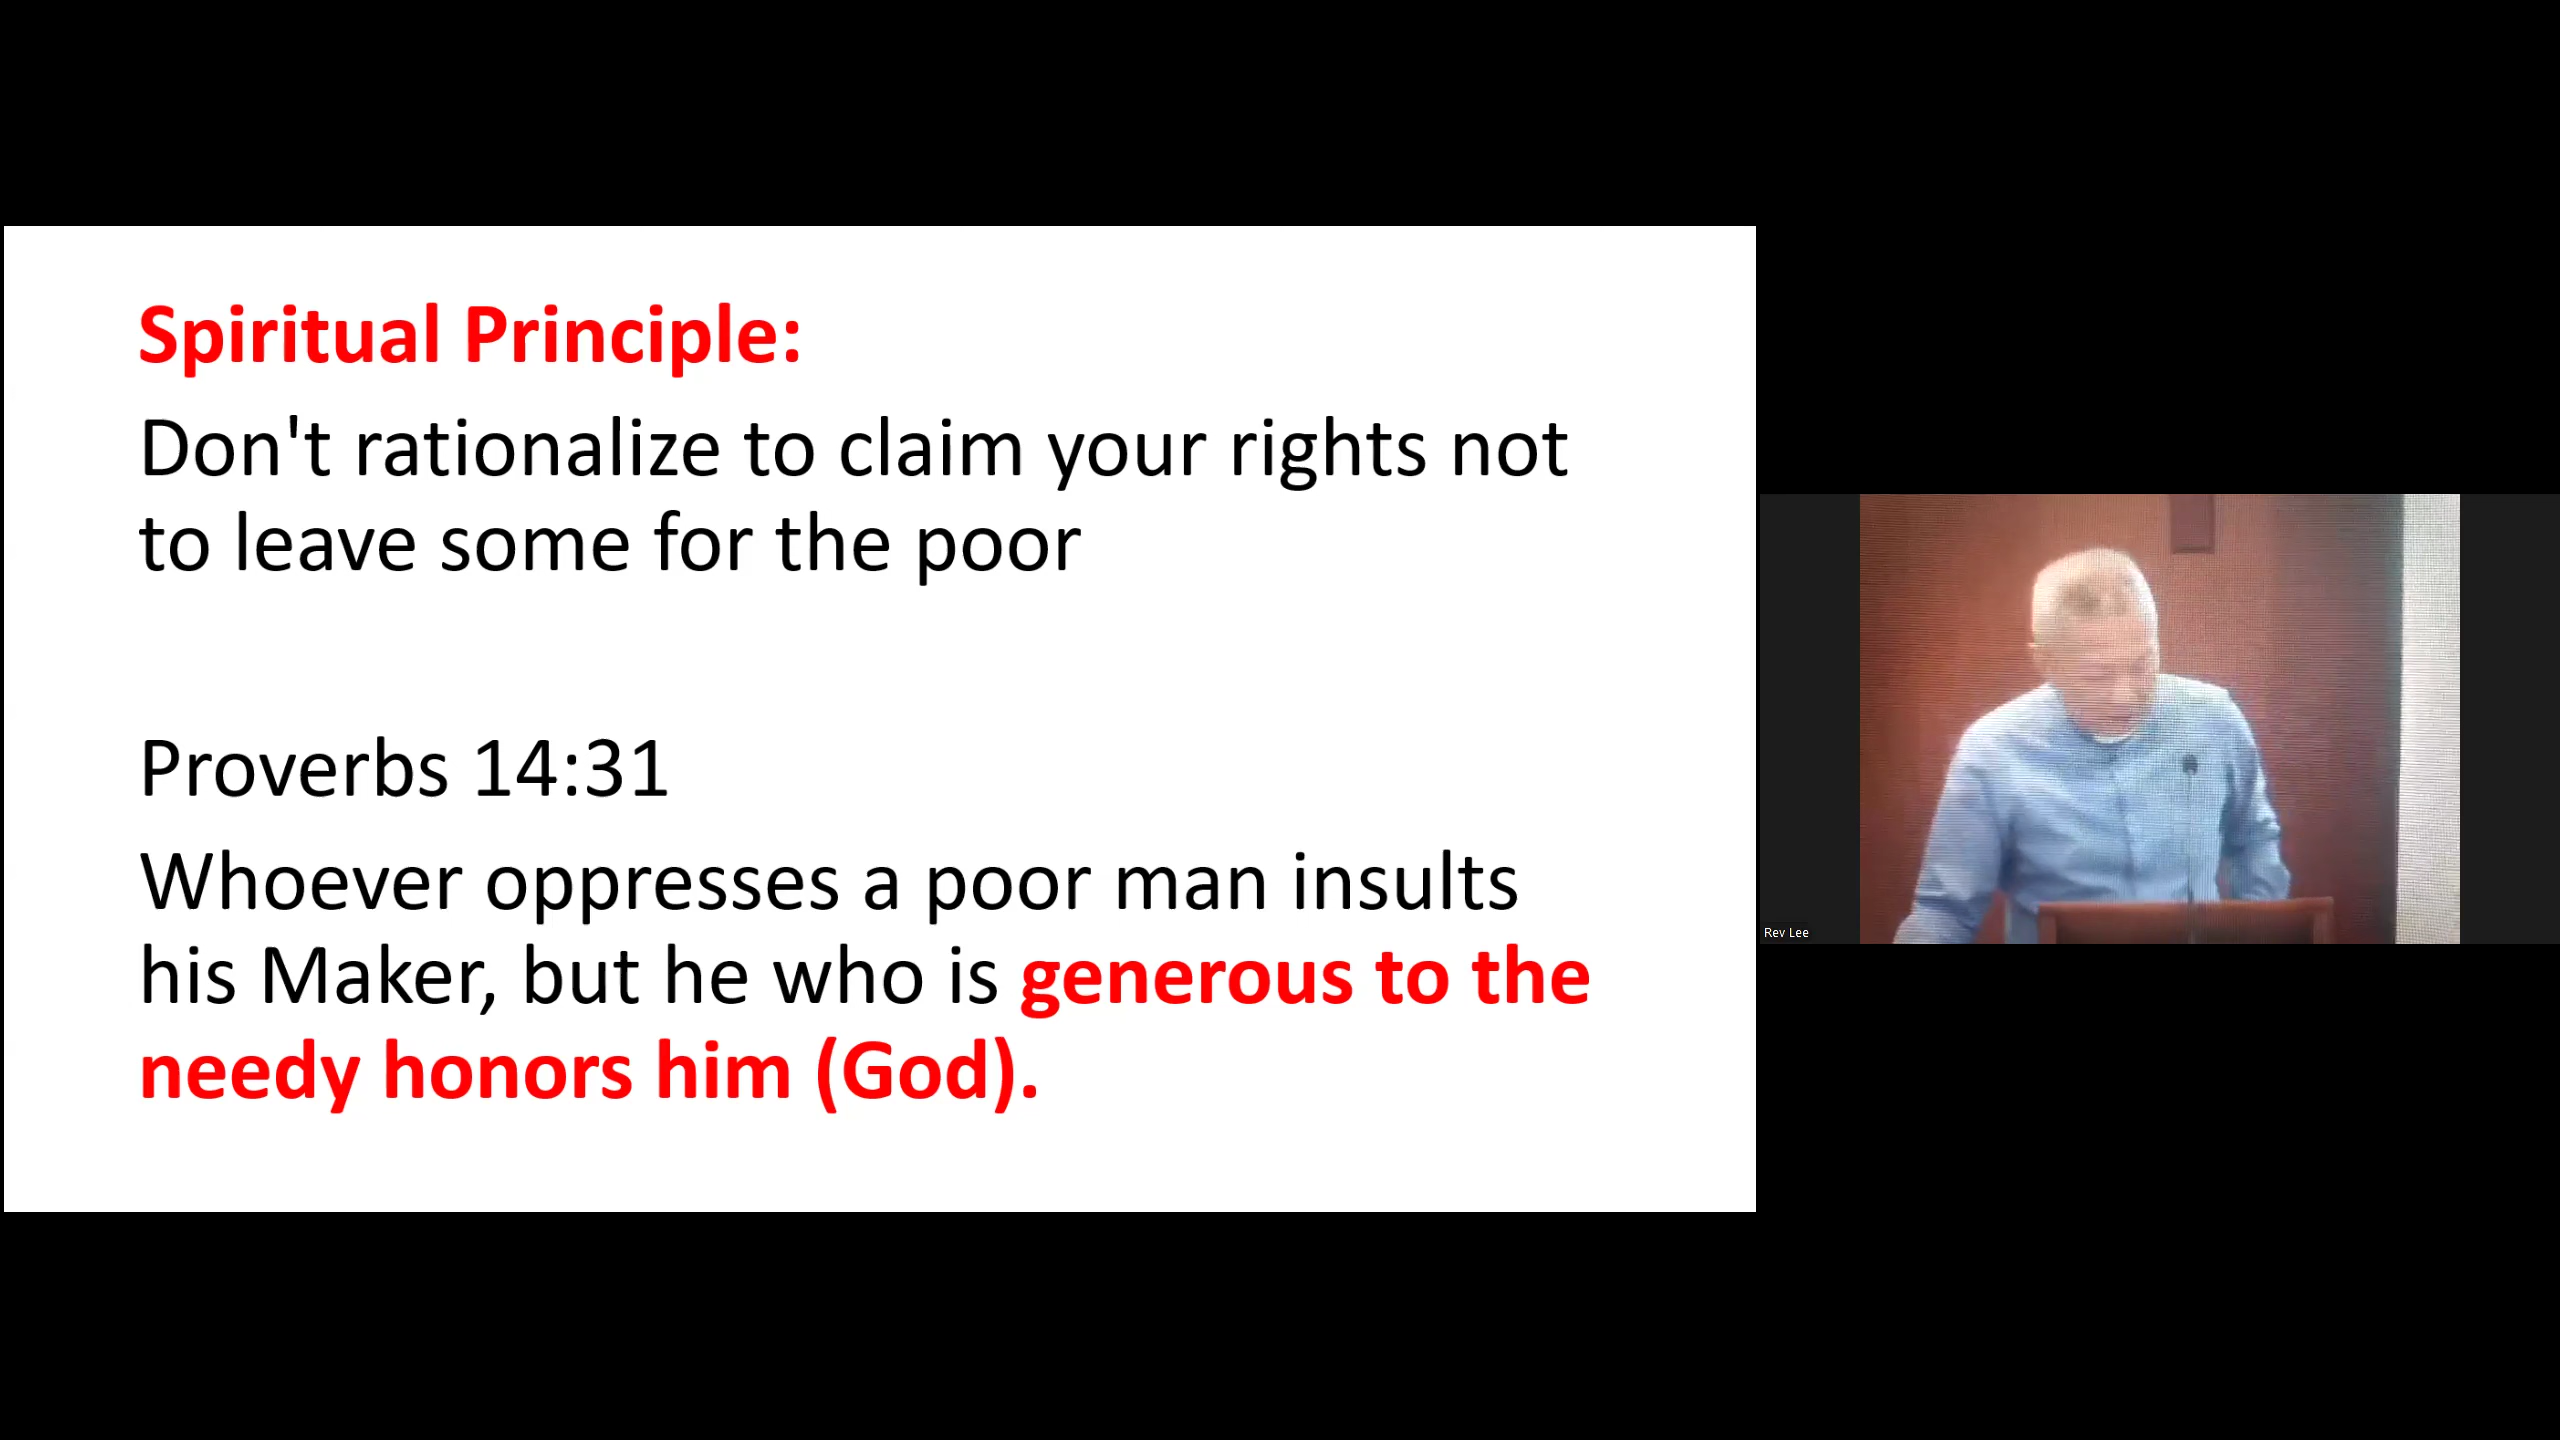 Spiritual Principle:
Don't rationalize to claim your rights not
to leave some for the poor
Proverbs 14:31
Whoever oppresses a poor man insults
his Maker, but he who is generous to the
needy honors him (God).
Rev Lee